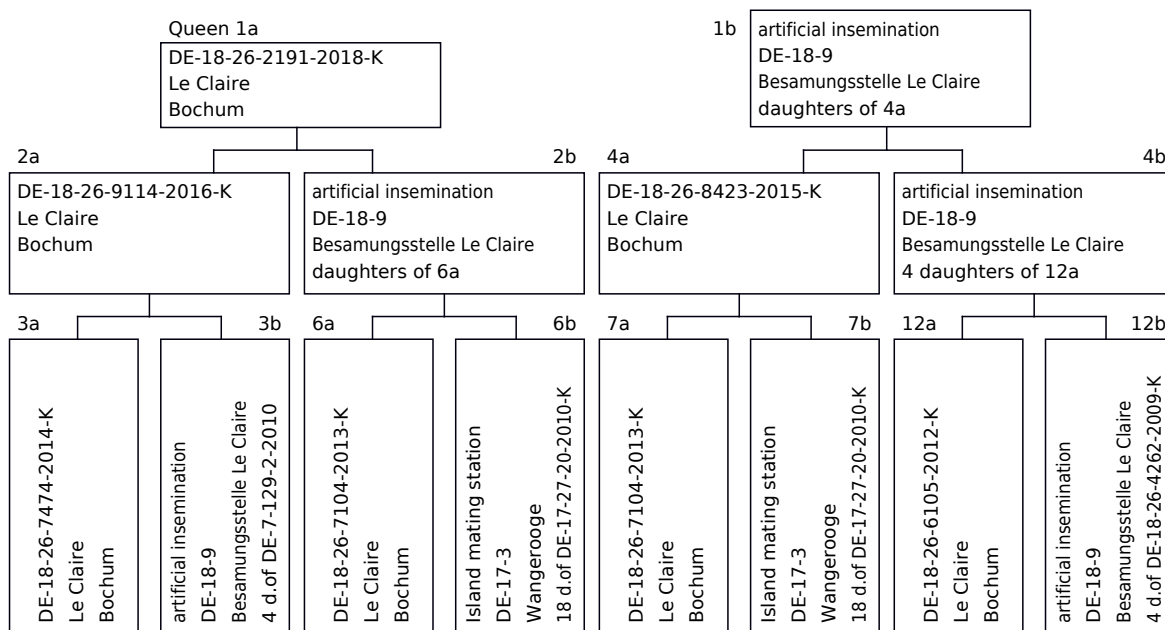 Queen 1a
DE-18-26-2191-2018-K
Le Claire
Bochum
1b
artificial insemination
DE-18-9
Besamungsstelle Le Claire
daughters of 4a
2a
DE-18-26-9114-2016-K
Le Claire
Bochum
2b
artificial insemination
DE-18-9
Besamungsstelle Le Claire
daughters of 6a
4a
DE-18-26-8423-2015-K
Le Claire
Bochum
4b
artificial insemination
DE-18-9
Besamungsstelle Le Claire
4 daughters of 12a
3a
DE-18-26-7474-2014-K
Le Claire
Bochum
3b
artificial insemination
DE-18-9
Besamungsstelle Le Claire
4 d.of DE-7-129-2-2010
6a
DE-18-26-7104-2013-K
Le Claire
Bochum
6b
Island mating station
DE-17-3
Wangerooge
18 d.of DE-17-27-20-2010-K
7a
DE-18-26-7104-2013-K
Le Claire
Bochum
7b
Island mating station
DE-17-3
Wangerooge
18 d.of DE-17-27-20-2010-K
12a
DE-18-26-6105-2012-K
Le Claire
Bochum
12b
artificial insemination
DE-18-9
Besamungsstelle Le Claire
4 d.of DE-18-26-4262-2009-K